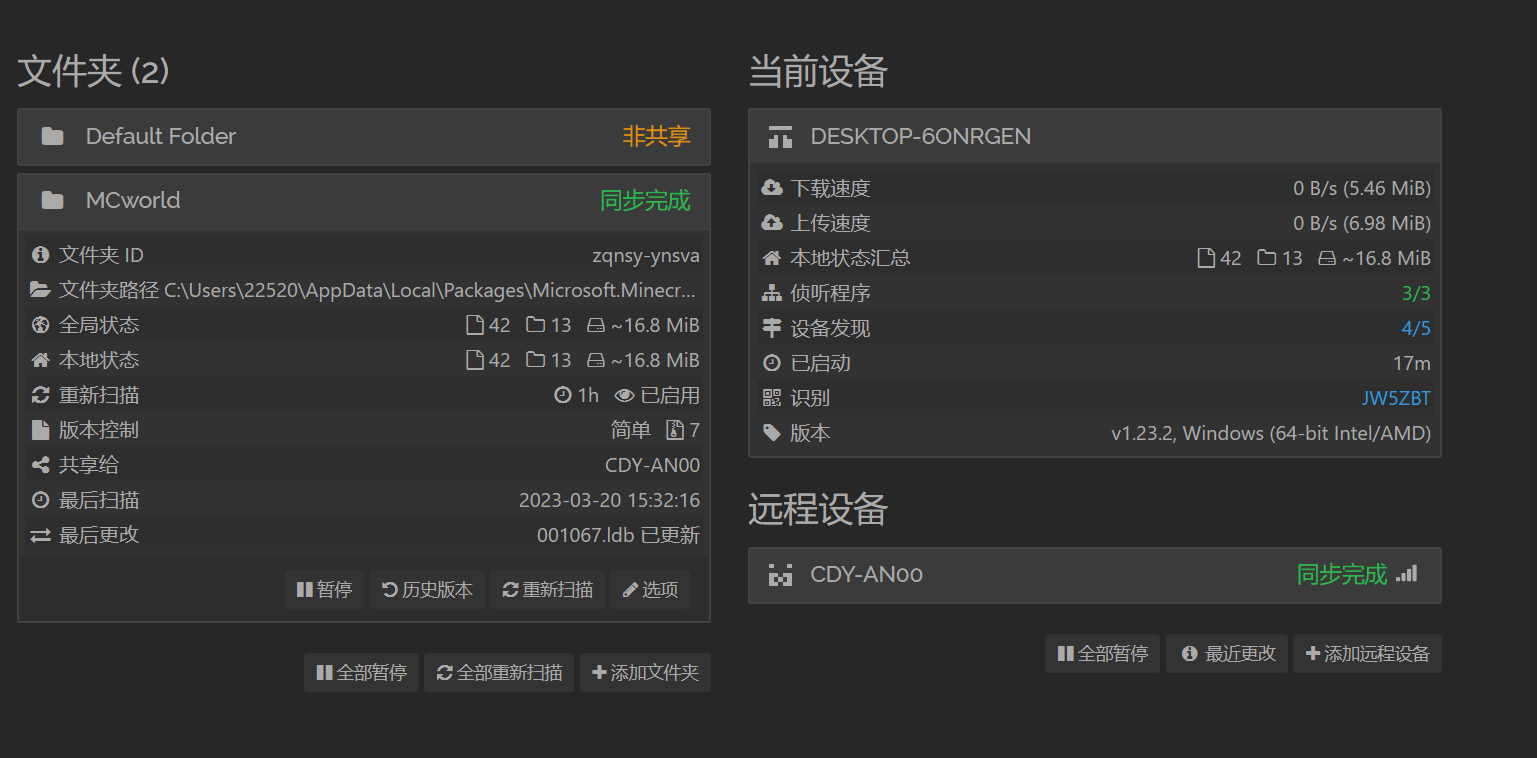 文件夹 (2)
Default Folder 非共享
MCworld 同步完成
文件夹 ID zqnsy-ynsva
文件夹路径 C:\Users\22520\AppData\Local\Packages\Microsoft.Minecr...
全局状态 42 13 ~16.8 MiB
本地状态 42 13 ~16.8 MiB
重新扫描 1h 已启用
版本控制 简单 7
共享给 CDY-AN00
最后扫描 2023-03-20 15:32:16
最后更改 001067.ldb 已更新
暂停 历史版本 重新扫描 选项
全部暂停 全部重新扫描 添加文件夹
当前设备
DESKTOP-6ONRGEN
下载速度 0 B/s (5.46 MiB)
上传速度 0 B/s (6.98 MiB)
本地状态汇总 42 13 ~16.8 MiB
侦听程序 3/3
设备发现 4/5
已启动 17m
识别 JW5ZBT
版本 v1.23.2, Windows (64-bit Intel/AMD)
远程设备
CDY-AN00 同步完成
全部暂停 最近更改 添加远程设备